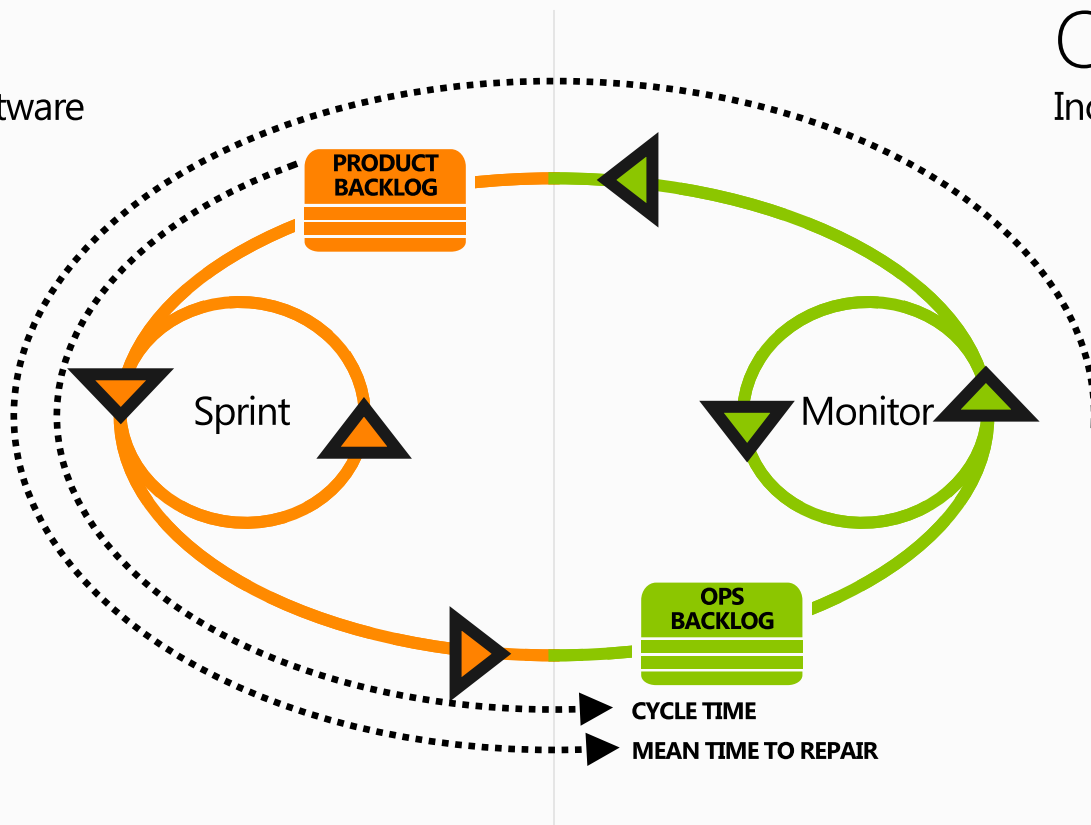 tware
PRODUCT
BACKLOG
Sprint
Monitor
OPS
BACKLOG
CYCLE TIME
MEAN TIME TO REPAIR